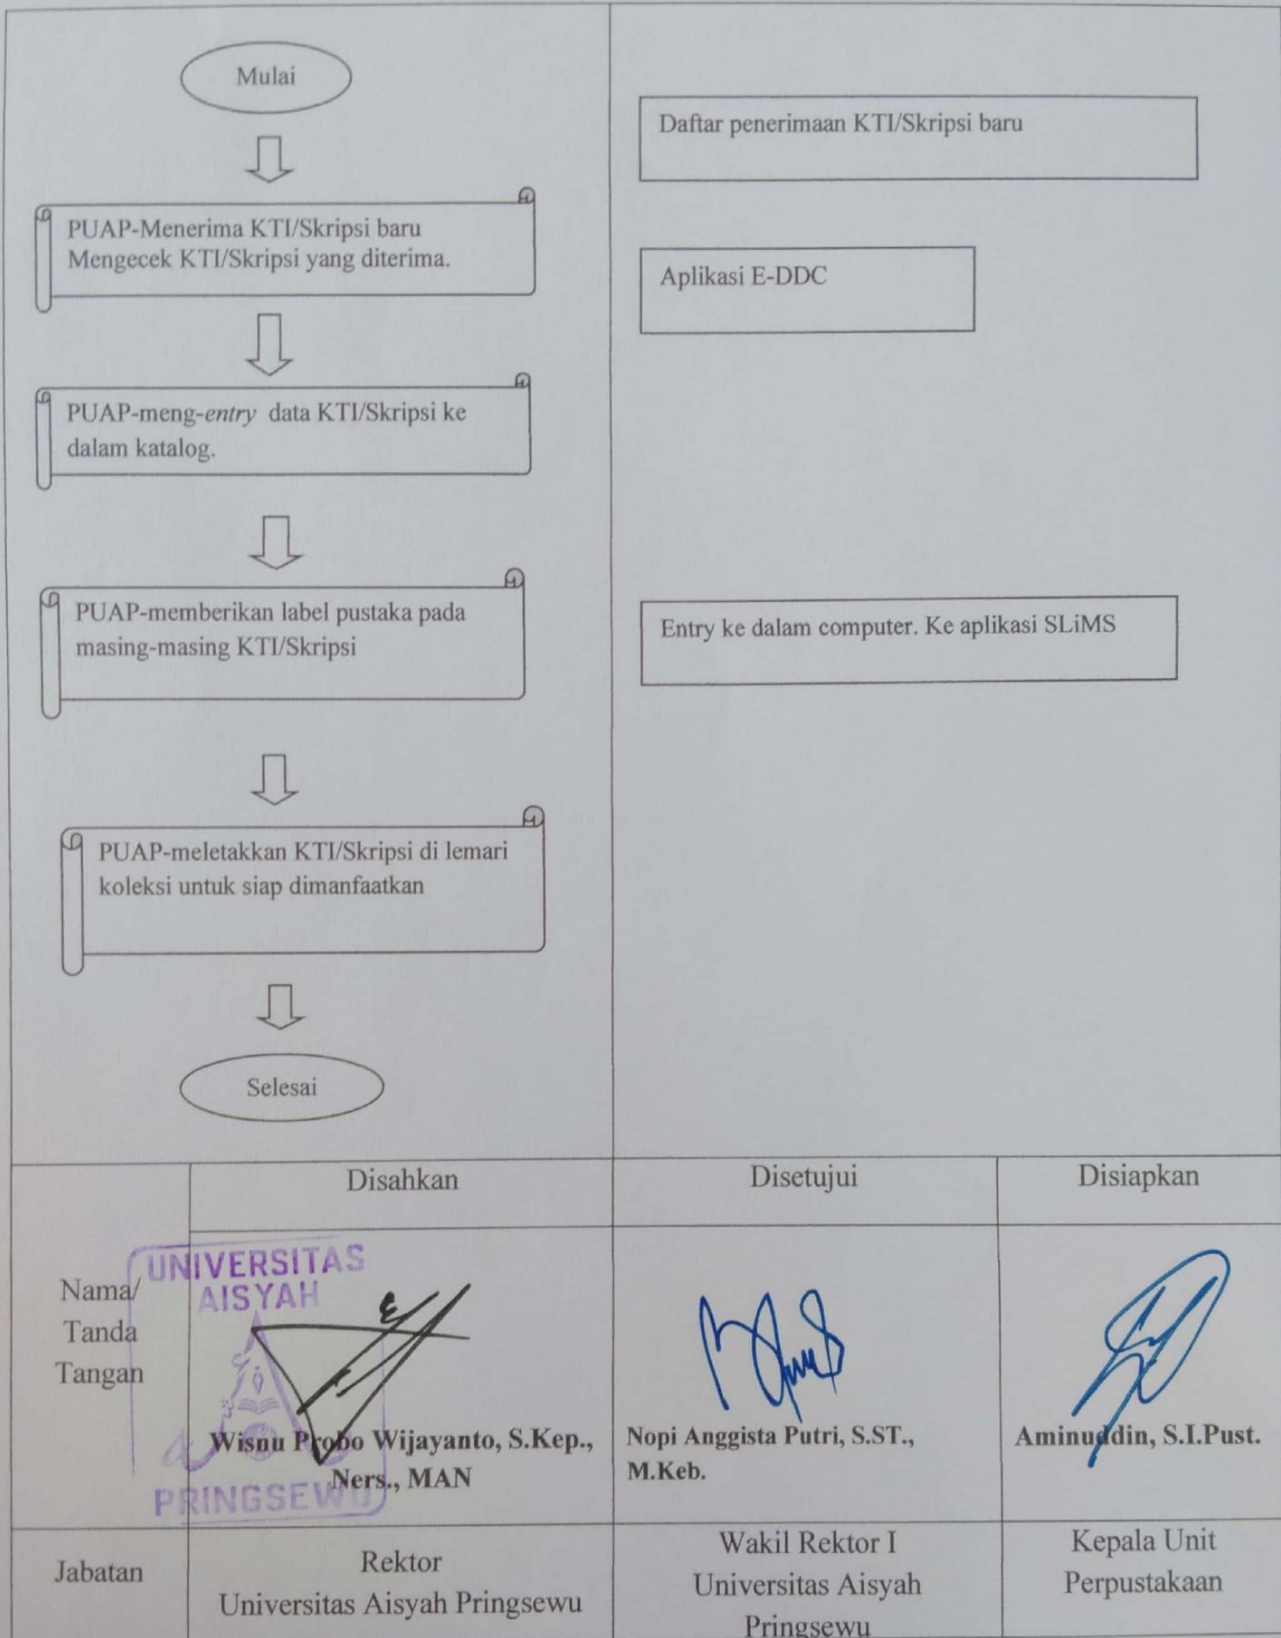 Mulai
Daftar penerimaan KTI/Skripsi baru
PUAP-Menerima KTI/Skripsi baru
Mengecek KTI/Skripsi yang diterima.
Aplikasi E-DDC
PUAP-meng-entry data KTI/Skripsi ke
dalam katalog.
PUAP-memberikan label pustaka pada
masing-masing KTI/Skripsi
Entry ke dalam computer. Ke aplikasi SLiMS
PUAP-meletakkan KTI/Skripsi di lemari
koleksi untuk siap dimanfaatkan
Selesai
Disahkan
Disetujui
Disiapkan
Nama/
Tanda
Tangan
UNIVERSITAS
AISYAH
PRINGSEWU
Wisnu Probo Wijayanto, S.Kep.,
Ners., MAN
Nopi Anggista Putri, S.ST.,
M.Keb.
Aminuddin, S.I.Pust.
Jabatan
Rektor
Universitas Aisyah Pringsewu
Wakil Rektor I
Universitas Aisyah
Pringsewu
Kepala Unit
Perpustakaan